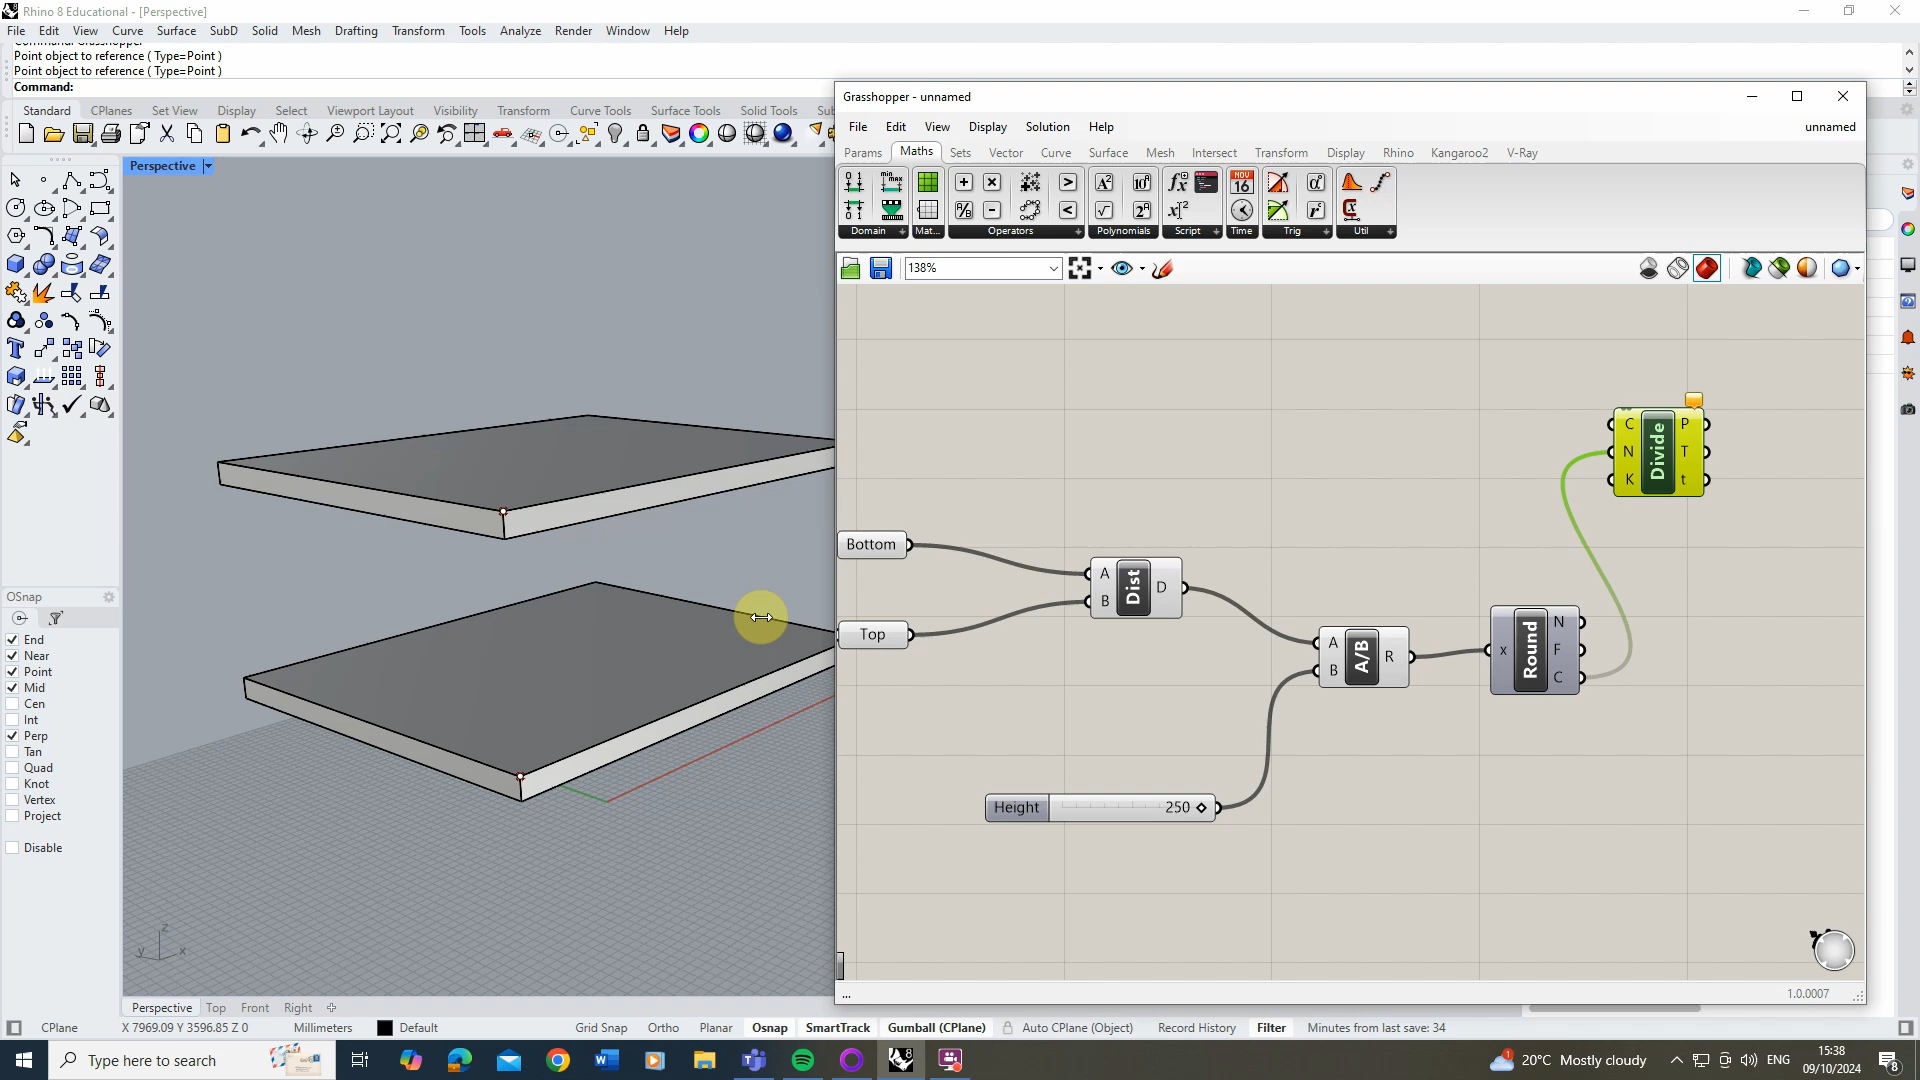 Rhino 8 Educational - [Perspective]
File Edit View Curve Surface SubD Solid Mesh Drafting Transform Tools Analyze Render Window Help
Point object to reference ( Type=Point )
Point object to reference ( Type=Point )
Command:
Standard CPlanes Set View Display Select Viewport Layout Visibility Transform Curve Tools Surface Tools Solid Tools
Perspective
Grasshopper - unnamed
File Edit View Display Solution Help unnamed
Params Maths Sets Vector Curve Surface Mesh Intersect Transform Display Rhino Kangaroo2 V-Ray
Domain Mat... Operators Polynomials Script Time Trig Util
138%
C Divide P
N T
K t
Bottom
Top
A Dist D
B
A A/B R
B
x Round N
F
C
Height 250
... 1.0.0007
OSnap
End
Near
Point
Mid
Cen
Int
Perp
Tan
Quad
Knot
Vertex
Project
Disable
z
y x
Perspective Top Front Right
CPlane X 7969.09 Y 3596.85 Z 0 Millimeters Default Grid Snap Ortho Planar Osnap SmartTrack Gumball (CPlane) Auto CPlane (Object) Record History Filter Minutes from last save: 34
Type here to search 20°C Mostly cloudy ENG 15:38
09/10/2024 8